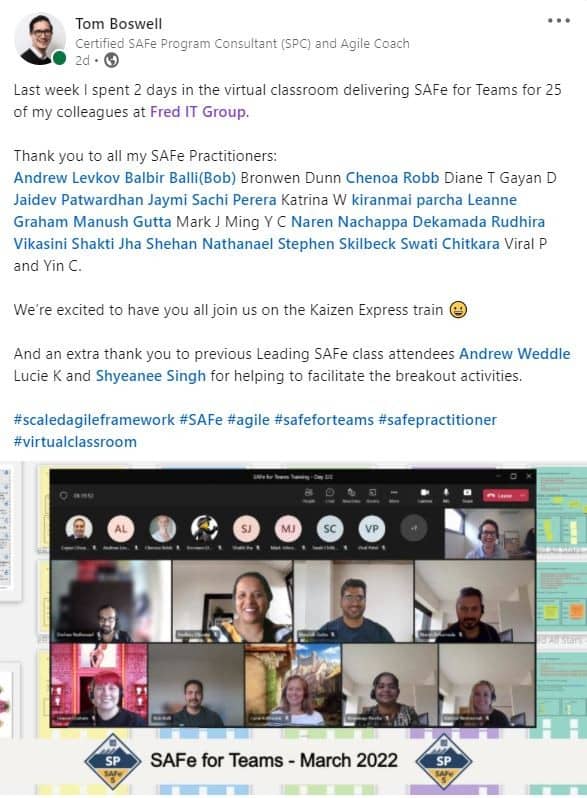 Tom Boswell
Certified SAFe Program Consultant (SPC) and Agile Coach
2d •
Last week I spent 2 days in the virtual classroom delivering SAFe for Teams for 25
of my colleagues at Fred IT Group.
Thank you to all my SAFe Practitioners:
Andrew Levkov Balbir Balli(Bob) Bronwen Dunn Chenoa Robb Diane T Gayan D
Jaidev Patwardhan Jaymi Sachi Perera Katrina W kiranmai parcha Leanne
Graham Manush Gutta Mark J Ming Y C Naren Nachappa Dekamada Rudhira
Vikasini Shakti Jha Shehan Nathanael Stephen Skilbeck Swati Chitkara Viral P
and Yin C.
We're excited to have you all join us on the Kaizen Express train 😀
And an extra thank you to previous Leading SAFe class attendees Andrew Weddle
Lucie K and Shyeanee Singh for helping to facilitate the breakout activities.
#scaledagileframework #SAFe #agile #safeforteams #safepractitioner
#virtualclassroom
SAFe for Teams Training - Day 2/2
Leave
AL SJ MJ SC VP
SP SAFe 5 SAFe for Teams - March 2022 SP SAFe 5